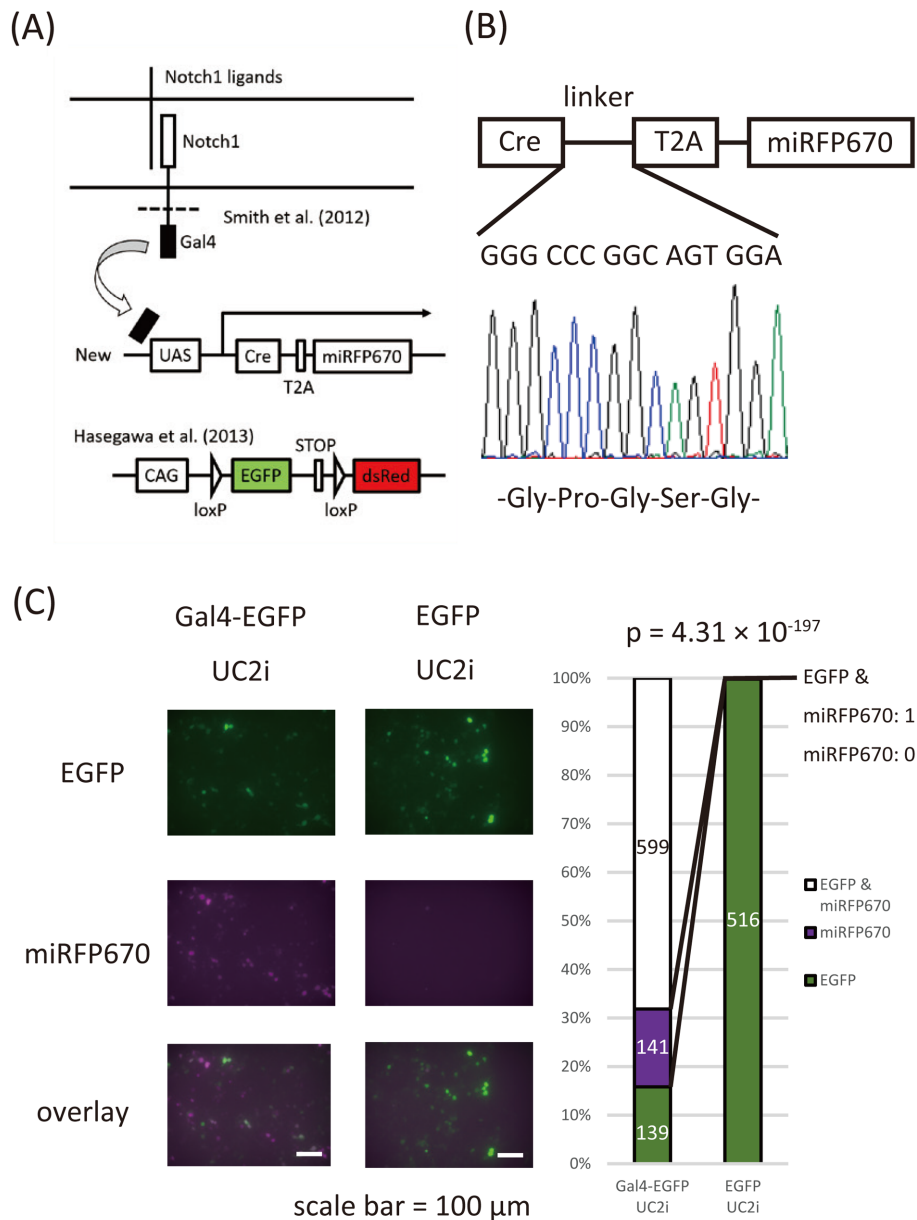 (A)
Notch1 ligands
Notch1
Smith et al. (2012)
Gal4
New
UAS
Cre
miRFP670
T2A
Hasegawa et al. (2013)
STOP
CAG
EGFP
dsRed
loxP
loxP
(B)
linker
Cre
T2A
miRFP670
GGG CCC GGC AGT GGA
-Gly-Pro-Gly-Ser-Gly-
(C)
Gal4-EGFP
UC2i
EGFP
UC2i
EGFP
miRFP670
overlay
scale bar = 100 μm
p = 4.31 × 10⁻¹⁹⁷
100%
90%
80%
70%
60%
50%
40%
30%
20%
10%
0%
599
141
139
516
EGFP &
miRFP670: 1
miRFP670: 0
EGFP &
miRFP670
miRFP670
EGFP
Gal4-EGFP
UC2i
EGFP
UC2i